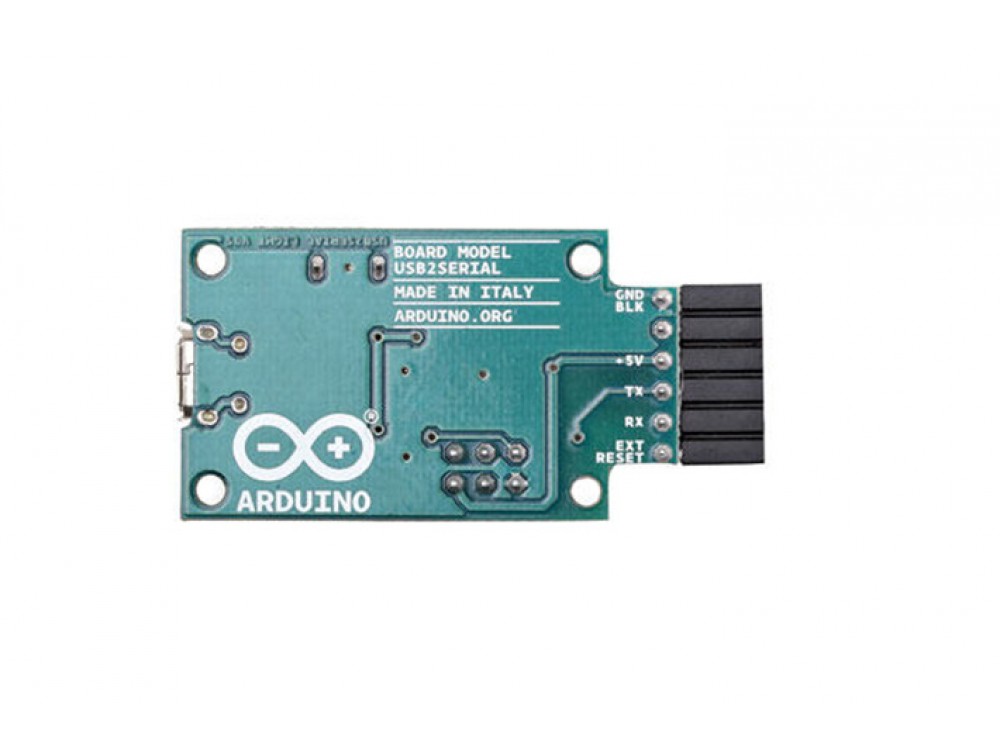 BOARD MODEL
USB2SERIAL
MADE IN ITALY
ARDUINO.ORG
GND
BLK
+5V
TX
RX
EXT
RESET
ARDUINO